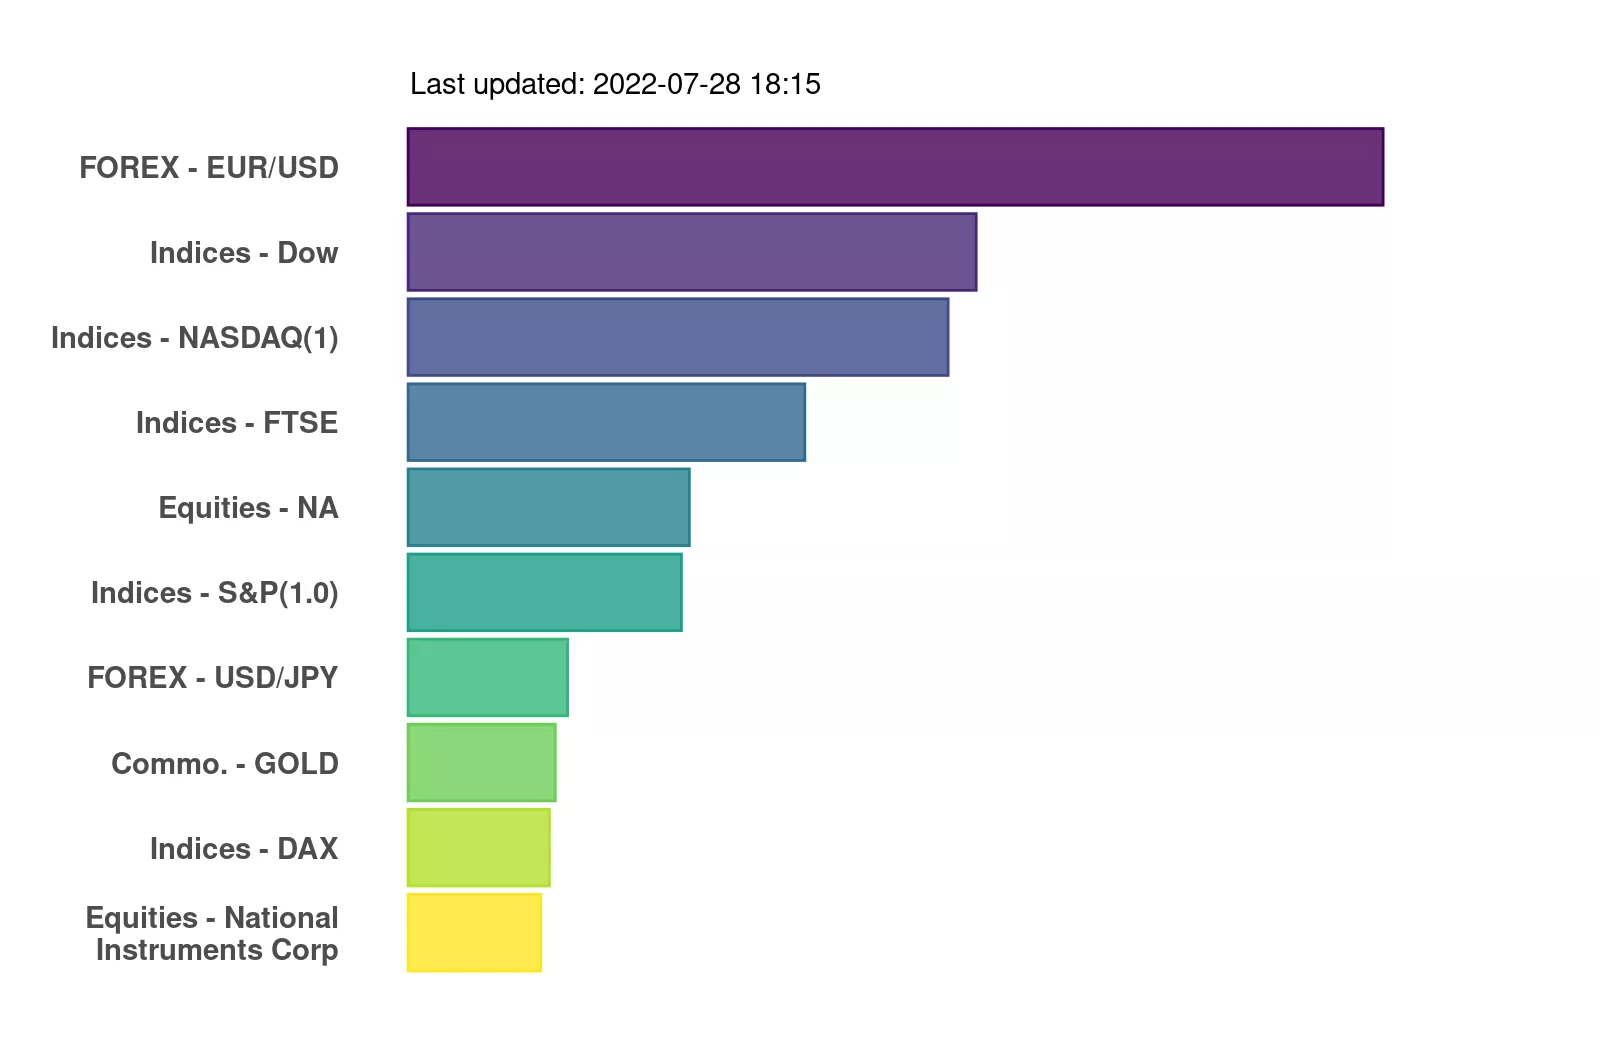 Last updated: 2022-07-28 18:15
FOREX - EUR/USD
Indices - Dow
Indices - NASDAQ(1)
Indices - FTSE
Equities - NA
Indices - S&P(1.0)
FOREX - USD/JPY
Commo. - GOLD
Indices - DAX
Equities - National
Instruments Corp